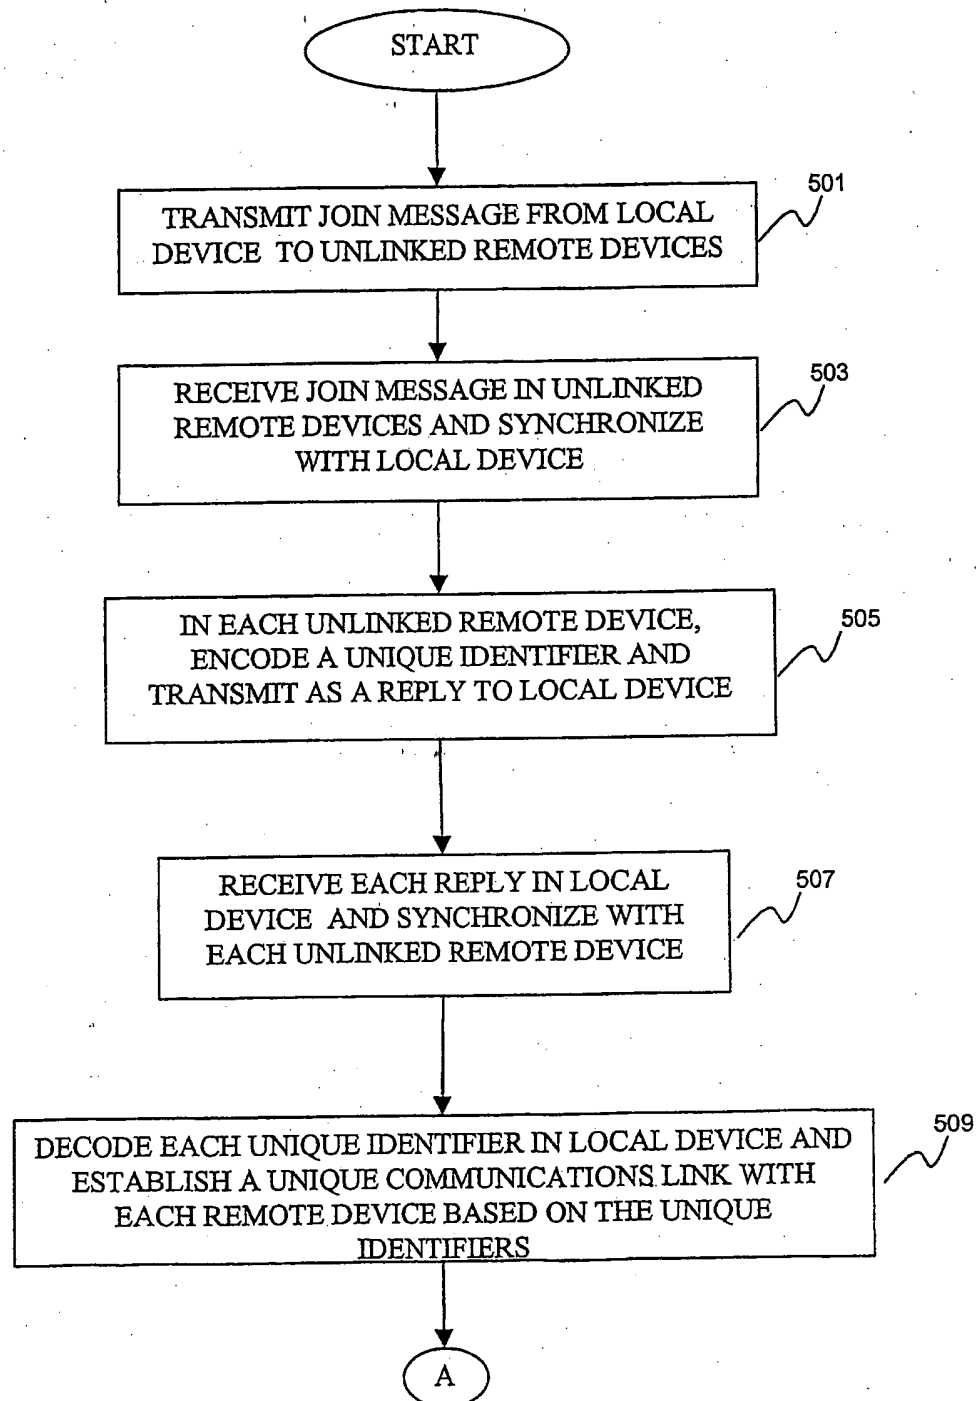 START
501
TRANSMIT JOIN MESSAGE FROM LOCAL
DEVICE TO UNLINKED REMOTE DEVICES
503
RECEIVE JOIN MESSAGE IN UNLINKED
REMOTE DEVICES AND SYNCHRONIZE
WITH LOCAL DEVICE
505
IN EACH UNLINKED REMOTE DEVICE,
ENCODE A UNIQUE IDENTIFIER AND
TRANSMIT AS A REPLY TO LOCAL DEVICE
507
RECEIVE EACH REPLY IN LOCAL
DEVICE AND SYNCHRONIZE WITH
EACH UNLINKED REMOTE DEVICE
509
DECODE EACH UNIQUE IDENTIFIER IN LOCAL DEVICE AND
ESTABLISH A UNIQUE COMMUNICATIONS LINK WITH
EACH REMOTE DEVICE BASED ON THE UNIQUE
IDENTIFIERS
A